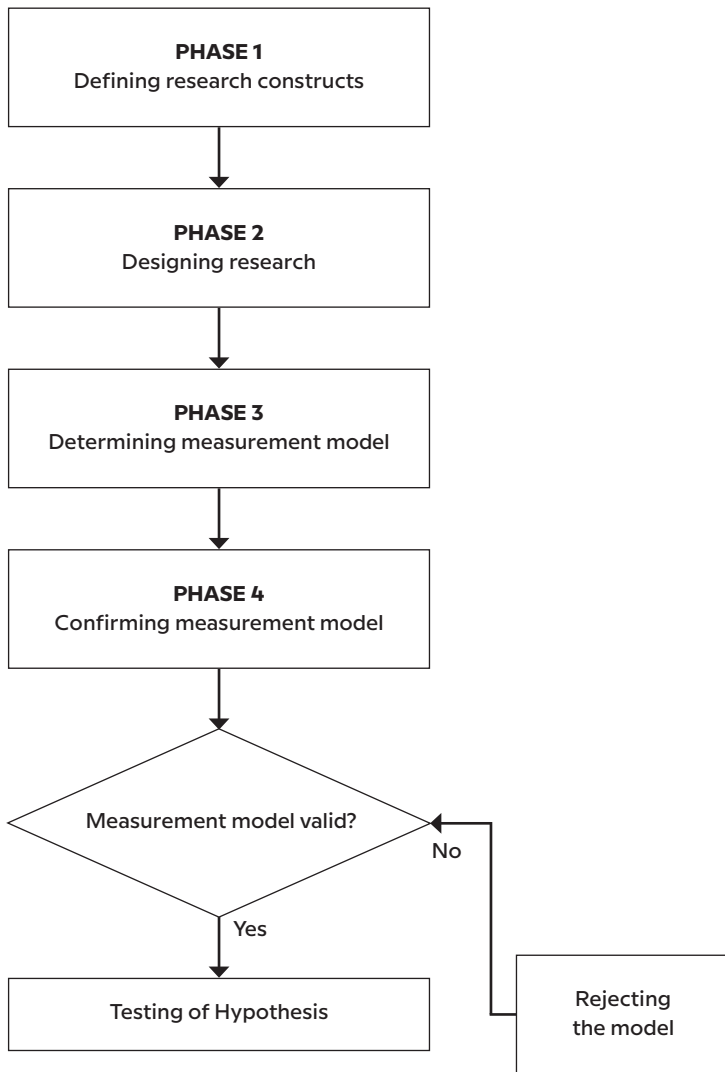 PHASE 1
Defining research constructs
PHASE 2
Designing research
PHASE 3
Determining measurement model
PHASE 4
Confirming measurement model
Measurement model valid?
No
Yes
Testing of Hypothesis
Rejecting
the model